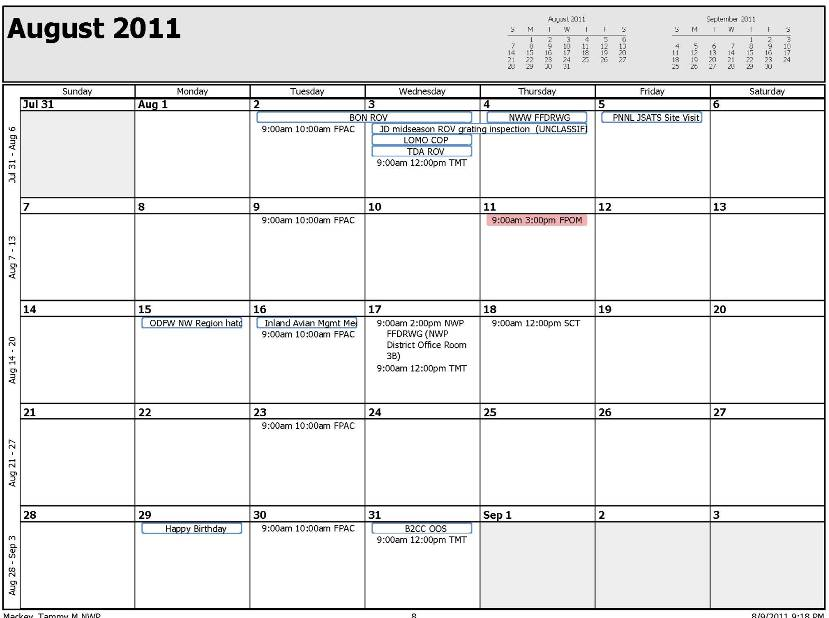 August 2011
August 2011
S M T W T F S
1 2 3 4 5 6
7 8 9 10 11 12 13
14 15 16 17 18 19 20
21 22 23 24 25 26 27
28 29 30 31
September 2011
S M T W T F S
1 2 3
4 5 6 7 8 9 10
11 12 13 14 15 16 17
18 19 20 21 22 23 24
25 26 27 28 29 30
Sunday Monday Tuesday Wednesday Thursday Friday Saturday
Jul 31 - Aug 6
Jul 31 Aug 1 2 3 4 5 6
BON ROV NWW FFDRWG PNNL JSATS Site Visit
9:00am 10:00am FPAC JD midseason ROV grating inspection (UNCLASSIF
LOMO COP
TDA ROV
9:00am 12:00pm TMT
Aug 7 - 13
7 8 9 10 11 12 13
9:00am 10:00am FPAC 9:00am 3:00pm FPOM
Aug 14 - 20
14 15 16 17 18 19 20
ODFW NW Region hatc Inland Avian Mgmt Me 9:00am 2:00pm NWP 9:00am 12:00pm SCT
9:00am 10:00am FPAC FFDRWG (NWP
District Office Room
3B)
9:00am 12:00pm TMT
Aug 21 - 27
21 22 23 24 25 26 27
9:00am 10:00am FPAC
Aug 28 - Sep 3
28 29 30 31 Sep 1 2 3
Happy Birthday 9:00am 10:00am FPAC B2CC OOS
9:00am 12:00pm TMT
Mackey, Tammy M NWP 8 8/9/2011 9:18 PM